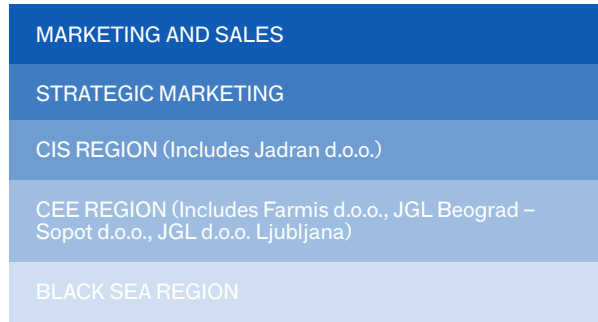 MARKETING AND SALES
STRATEGIC MARKETING
CIS REGION (Includes Jadran d.o.o.)
CEE REGION (Includes Farmis d.o.o., JGL Beograd –
Sopot d.o.o., JGL d.o.o. Ljubljana)
BLACK SEA REGION